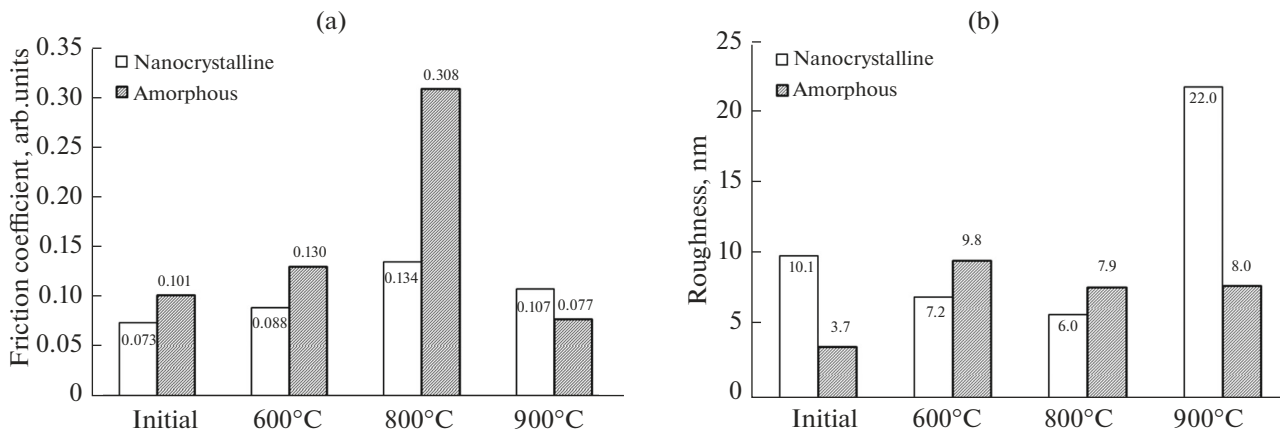 (a)
Friction coefficient, arb.units
0.35
0.30
0.25
0.20
0.15
0.10
0.05
0
Nanocrystalline
Amorphous
0.073
0.101
0.088
0.130
0.134
0.308
0.107
0.077
Initial
600°C
800°C
900°C
(b)
Roughness, nm
25
20
15
10
5
0
Nanocrystalline
Amorphous
10.1
3.7
7.2
9.8
6.0
7.9
22.0
8.0
Initial
600°C
800°C
900°C